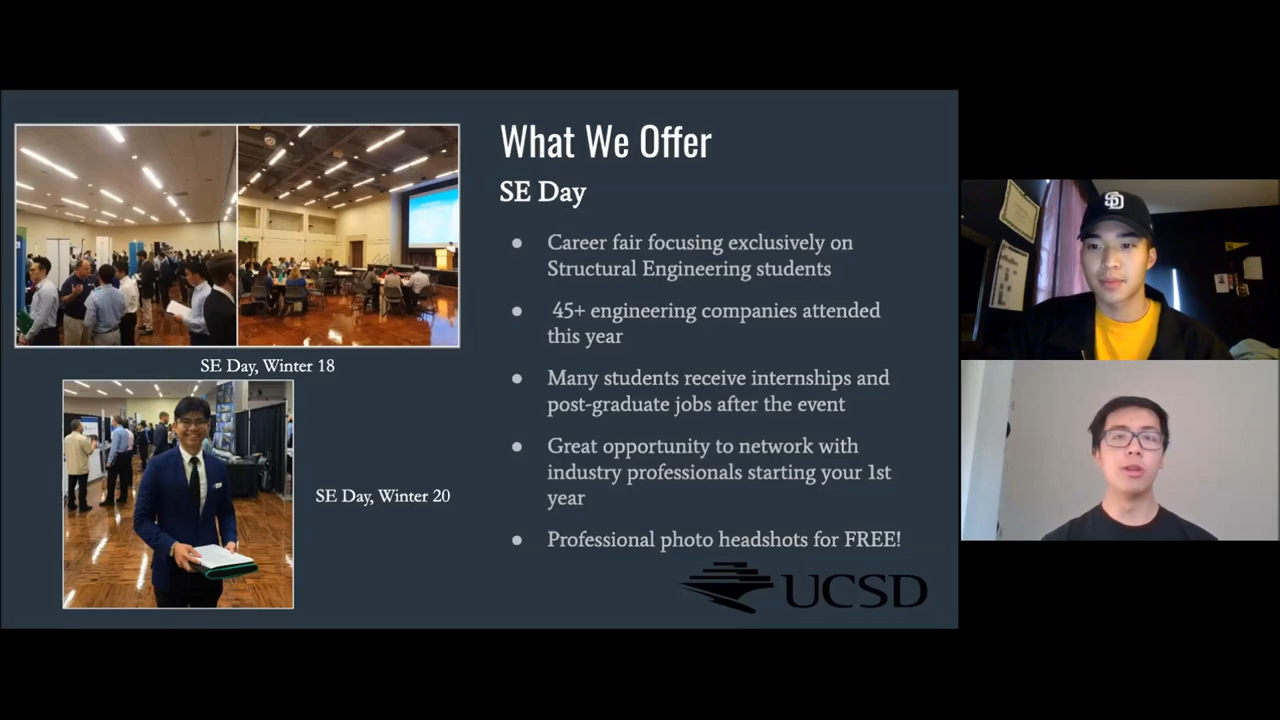 What We Offer
SE Day
Career fair focusing exclusively on
Structural Engineering students
45+ engineering companies attended
this year
Many students receive internships and
post-graduate jobs after the event
Great opportunity to network with
industry professionals starting your 1st
year
Professional photo headshots for FREE!
SE Day, Winter 18
SE Day, Winter 20
UCSD
SD